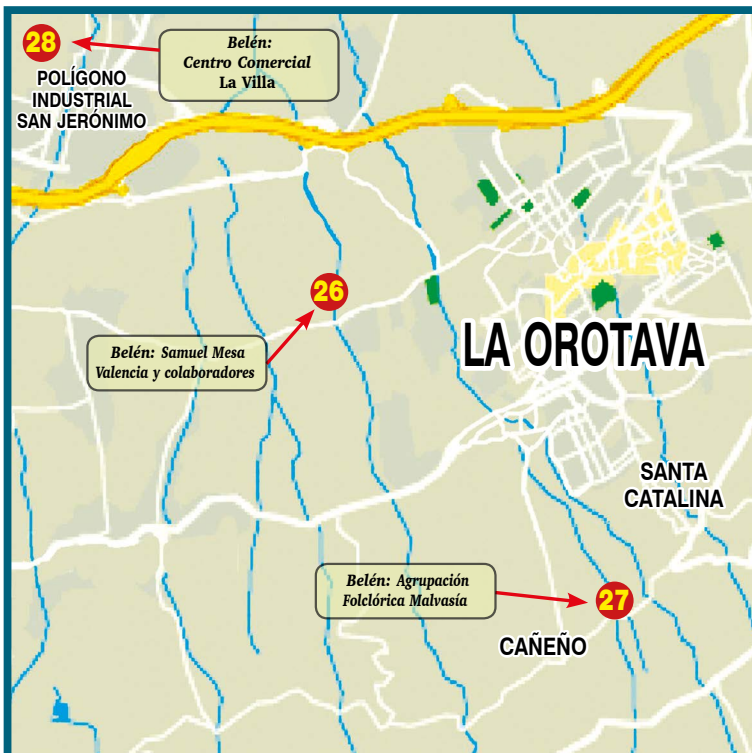 28
Belén:
Centro Comercial
La Villa
POLÍGONO
INDUSTRIAL
SAN JERÓNIMO
26
Belén: Samuel Mesa
Valencia y colaboradores
LA OROTAVA
SANTA
CATALINA
Belén: Agrupación
Folclórica Malvasía
27
CAÑEÑO